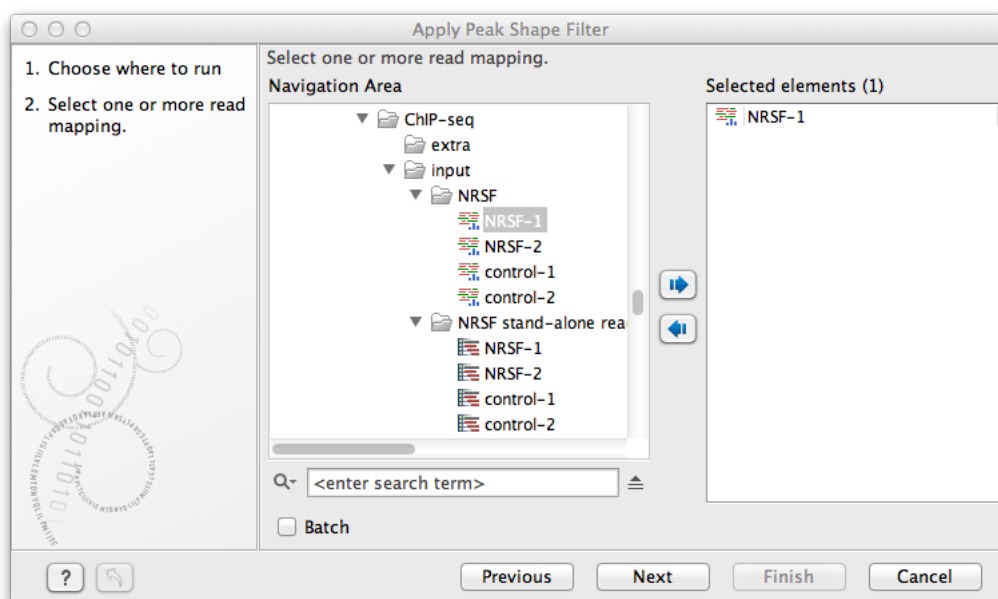 Apply Peak Shape Filter
1. Choose where to run
2. Select one or more read
mapping.
Select one or more read mapping.
Navigation Area
ChIP-seq
extra
input
NRSF
NRSF-1
NRSF-2
control-1
control-2
NRSF stand-alone rea
NRSF-1
NRSF-2
control-1
control-2
<enter search term>
Batch
Selected elements (1)
NRSF-1
?
Previous
Next
Finish
Cancel